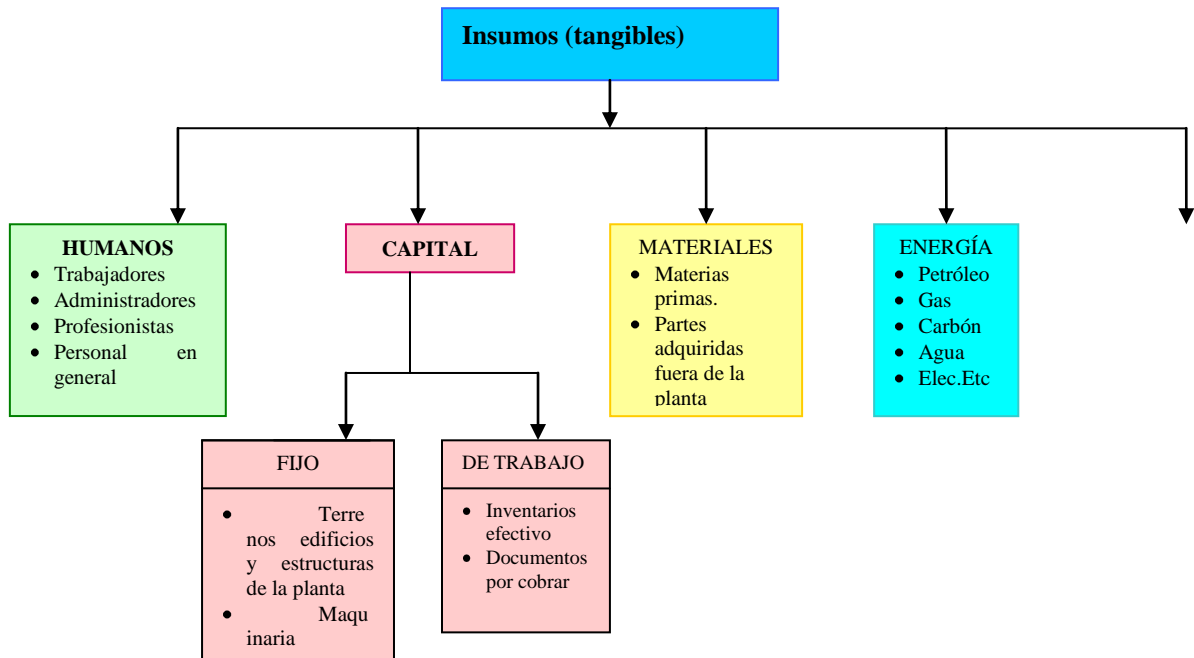 Insumos (tangibles)
HUMANOS
• Trabajadores
• Administradores
• Profesionistas
• Personal en
general
CAPITAL
MATERIALES
• Materias
primas.
• Partes
adquiridas
fuera de la
planta
ENERGÍA
• Petróleo
• Gas
• Carbón
• Agua
• Elec.Etc
FIJO
• Terre
nos edificios
y estructuras
de la planta
• Maqu
inaria
DE TRABAJO
• Inventarios
efectivo
• Documentos
por cobrar